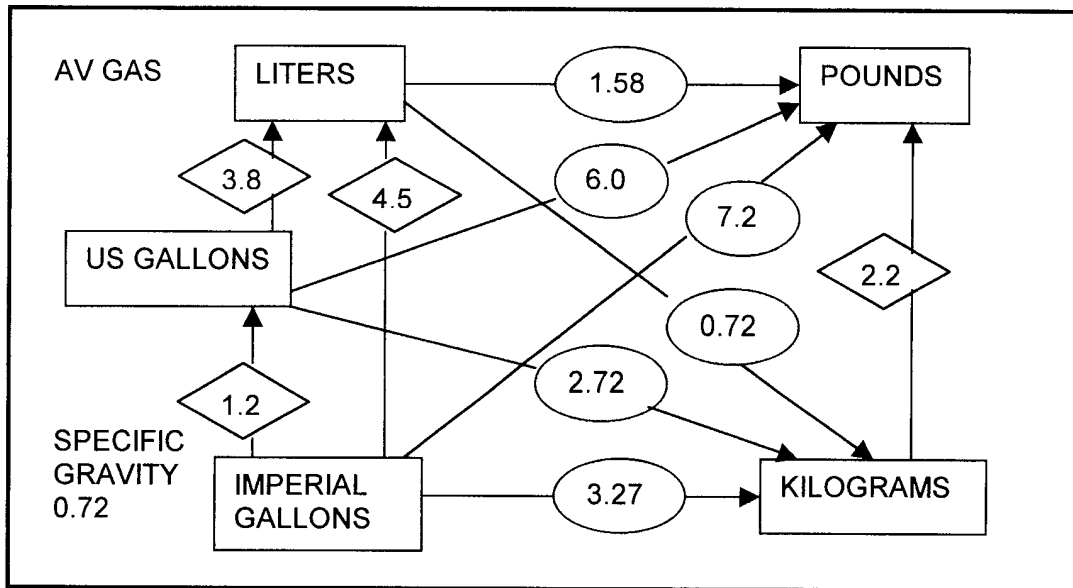 AV GAS
LITERS
1.58
POUNDS
3.8
4.5
6.0
7.2
US GALLONS
2.2
0.72
2.72
1.2
SPECIFIC
GRAVITY
0.72
IMPERIAL
GALLONS
3.27
KILOGRAMS